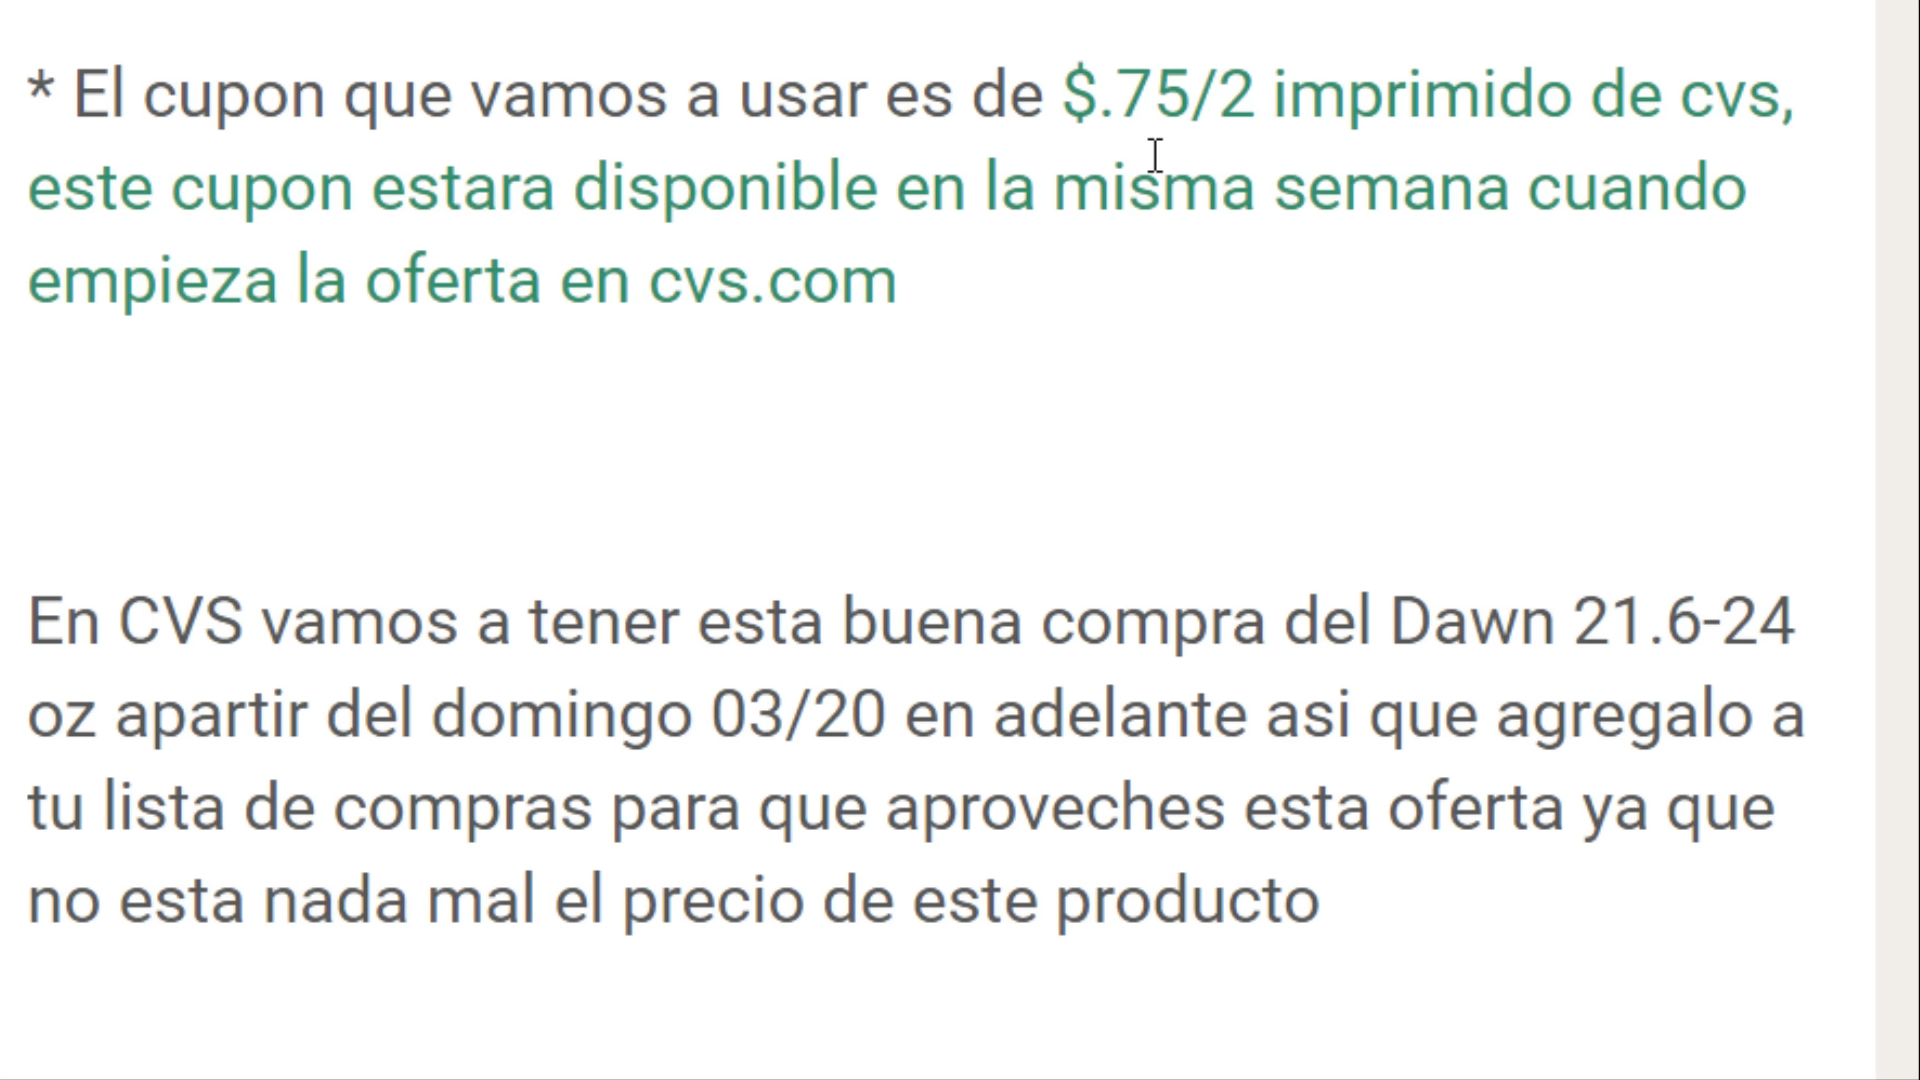 * El cupon que vamos a usar es de $.75/2 imprimido de cvs,
este cupon estara disponible en la misma semana cuando
empieza la oferta en cvs.com
En CVS vamos a tener esta buena compra del Dawn 21.6-24
oz apartir del domingo 03/20 en adelante asi que agregalo a
tu lista de compras para que aproveches esta oferta ya que
no esta nada mal el precio de este producto